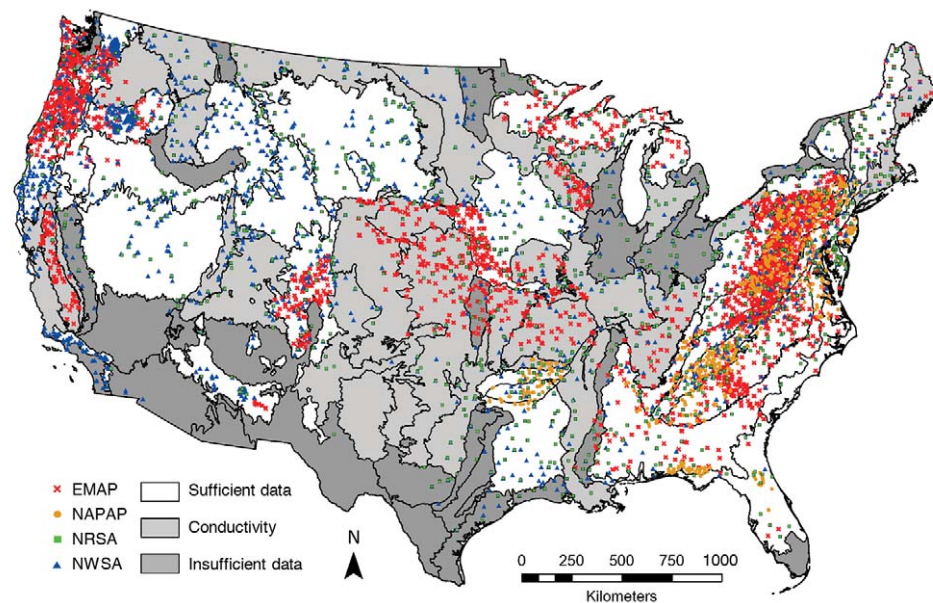 EMAP
NAPAP
NRSA
NWSA
Sufficient data
Conductivity
Insufficient data
N
0 250 500 750 1000
Kilometers